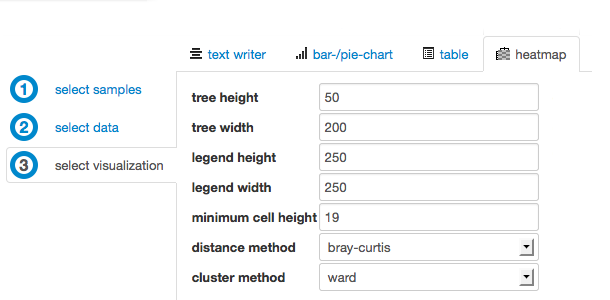 text writer bar-/pie-chart table heatmap
1 select samples
2 select data
3 select visualization
tree height 50
tree width 200
legend height 250
legend width 250
minimum cell height 19
distance method bray-curtis
cluster method ward